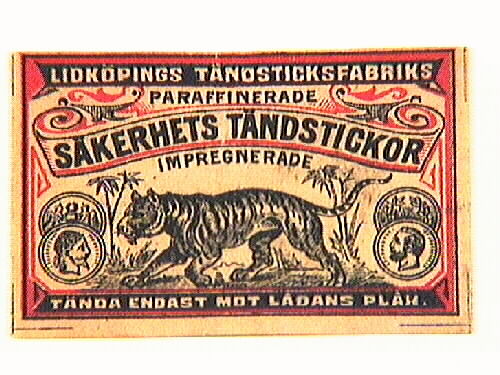 LIDKÖPINGS TÄNDSTICKSFABRIKS
PARAFFINERADE
SÄKERHETS TÄNDSTICKOR
IMPREGNERADE
TÄNDA ENDAST MOT LÅDANS PLÅN.